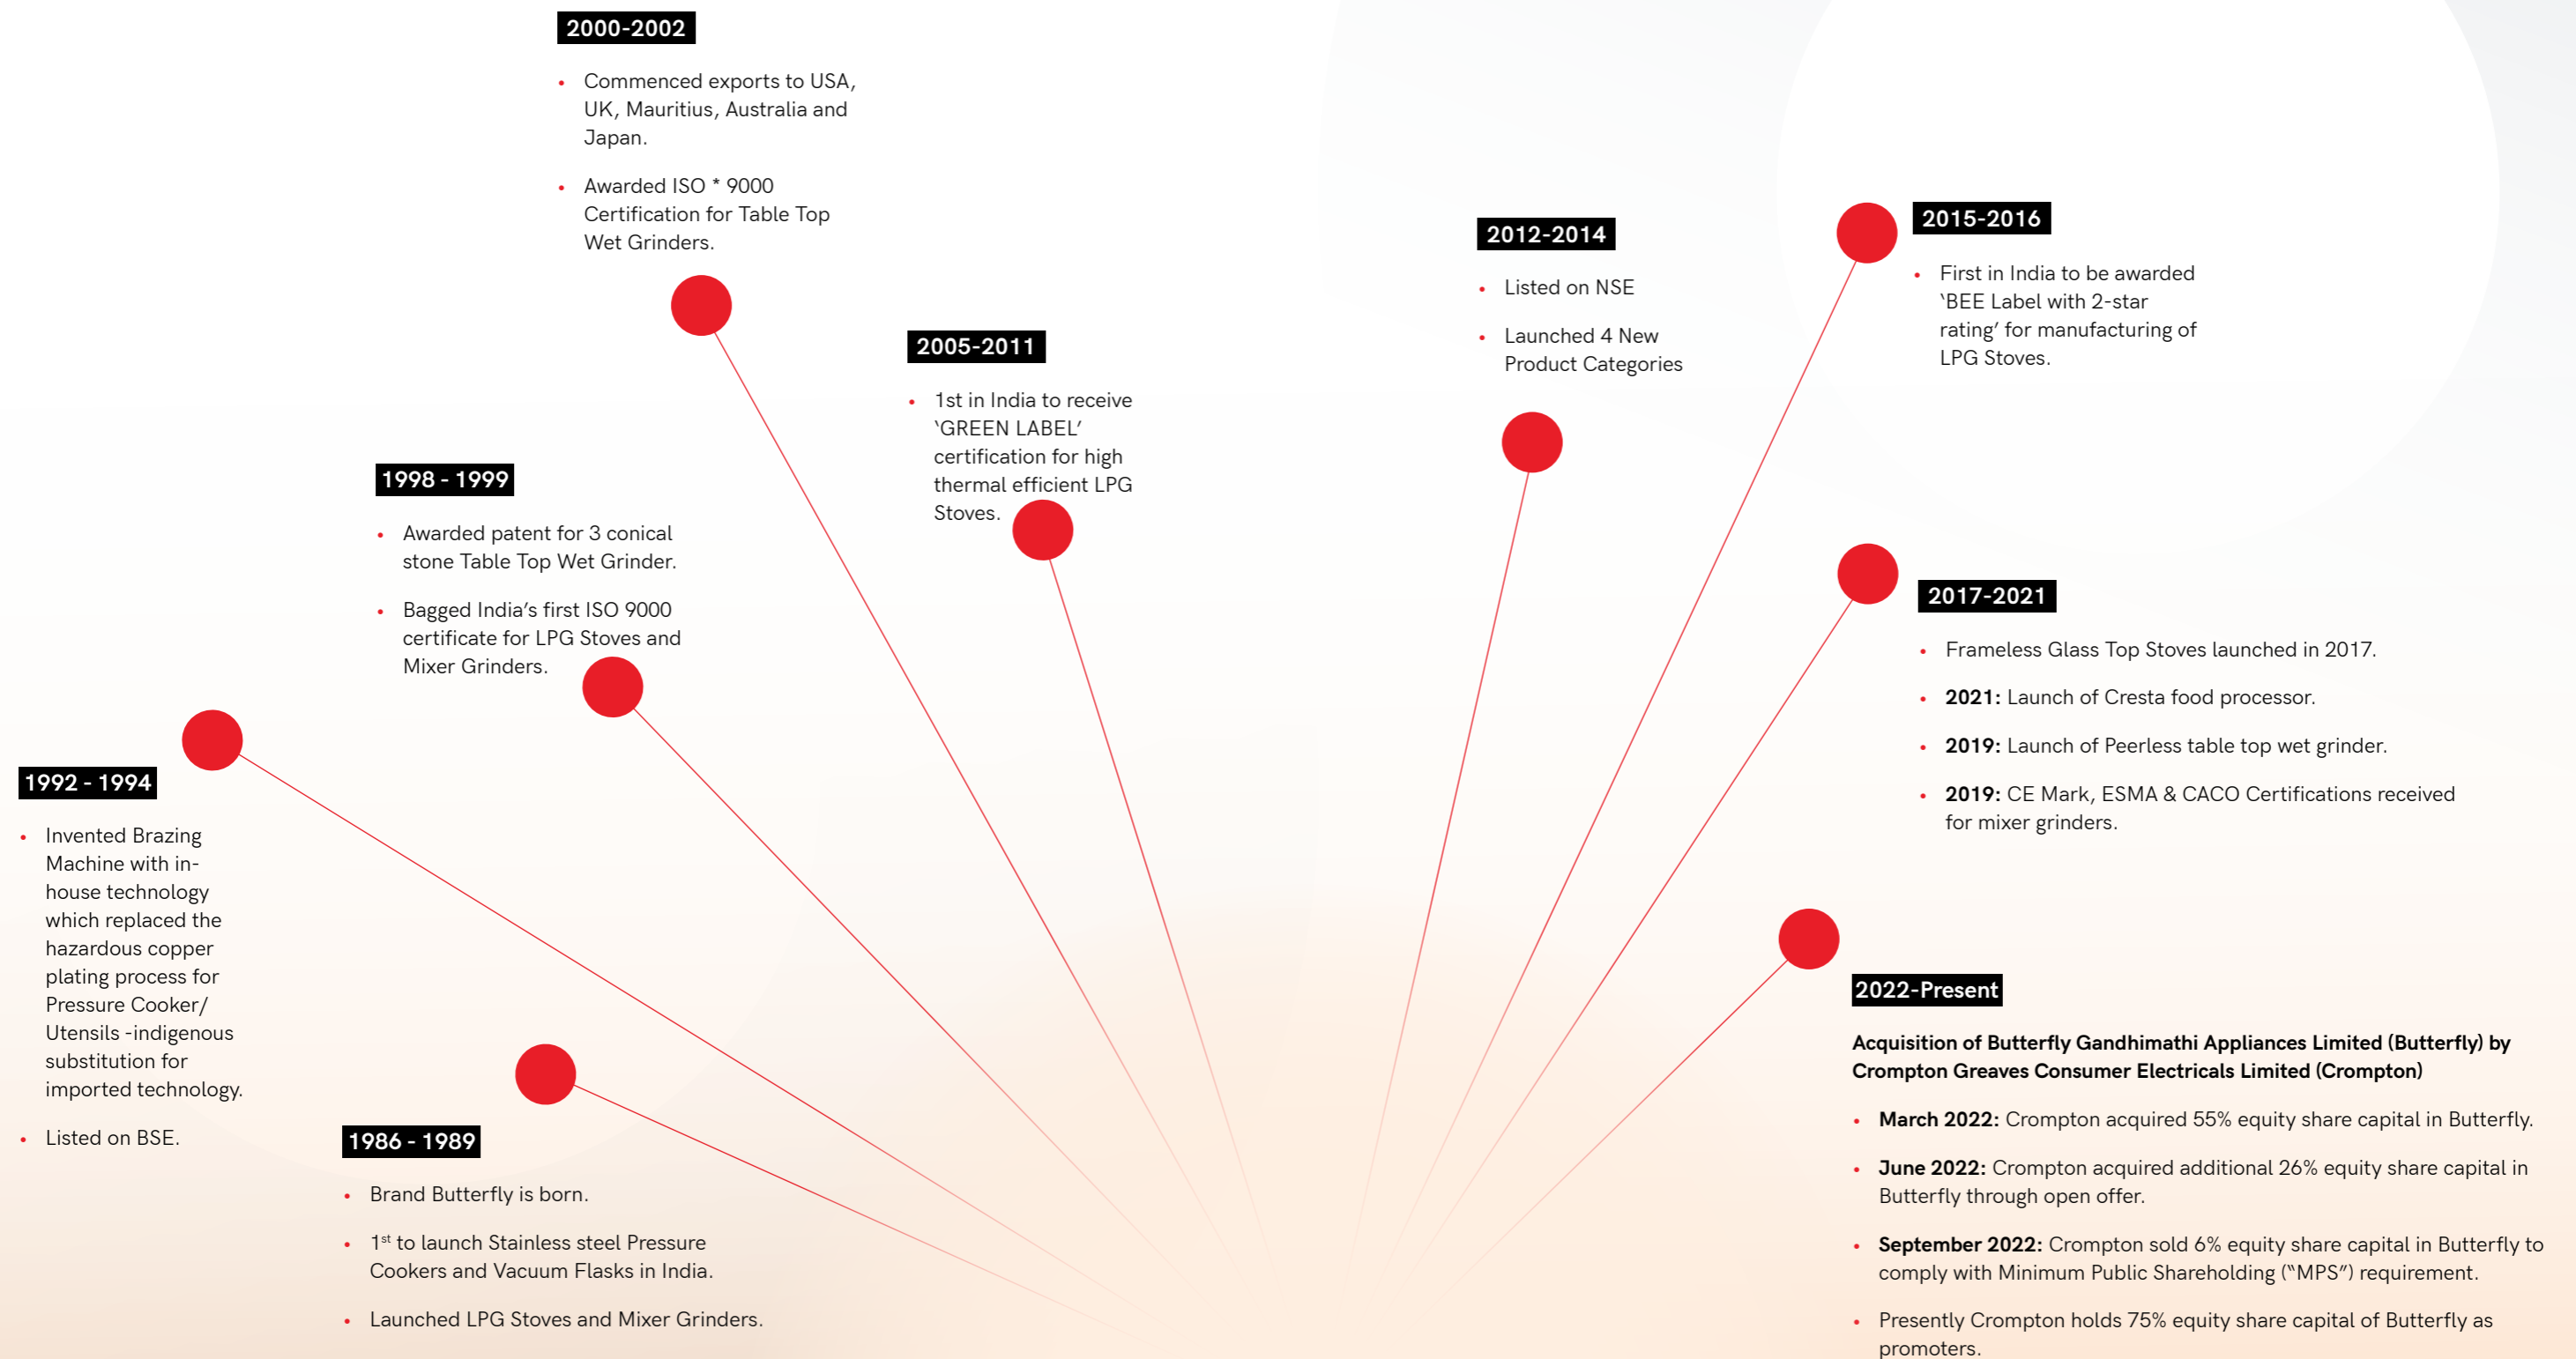 2000-2002
• Commenced exports to USA,
UK, Mauritius, Australia and
Japan.
• Awarded ISO * 9000
Certification for Table Top
Wet Grinders.
2012-2014
• Listed on NSE
• Launched 4 New
Product Categories
2015-2016
• First in India to be awarded
‘BEE Label with 2-star
rating’ for manufacturing of
LPG Stoves.
2005-2011
• 1st in India to receive
‘GREEN LABEL’
certification for high
thermal efficient LPG
Stoves.
1998 - 1999
• Awarded patent for 3 conical
stone Table Top Wet Grinder.
• Bagged India’s first ISO 9000
certificate for LPG Stoves and
Mixer Grinders.
2017-2021
• Frameless Glass Top Stoves launched in 2017.
• 2021: Launch of Cresta food processor.
• 2019: Launch of Peerless table top wet grinder.
• 2019: CE Mark, ESMA & CACO Certifications received
for mixer grinders.
1992 - 1994
• Invented Brazing
Machine with in-
house technology
which replaced the
hazardous copper
plating process for
Pressure Cooker/
Utensils -indigenous
substitution for
imported technology.
• Listed on BSE.
1986 - 1989
• Brand Butterfly is born.
• 1st to launch Stainless steel Pressure
Cookers and Vacuum Flasks in India.
• Launched LPG Stoves and Mixer Grinders.
2022-Present
Acquisition of Butterfly Gandhimathi Appliances Limited (Butterfly) by
Crompton Greaves Consumer Electricals Limited (Crompton)
• March 2022: Crompton acquired 55% equity share capital in Butterfly.
• June 2022: Crompton acquired additional 26% equity share capital in
Butterfly through open offer.
• September 2022: Crompton sold 6% equity share capital in Butterfly to
comply with Minimum Public Shareholding (“MPS”) requirement.
• Presently Crompton holds 75% equity share capital of Butterfly as
promoters.